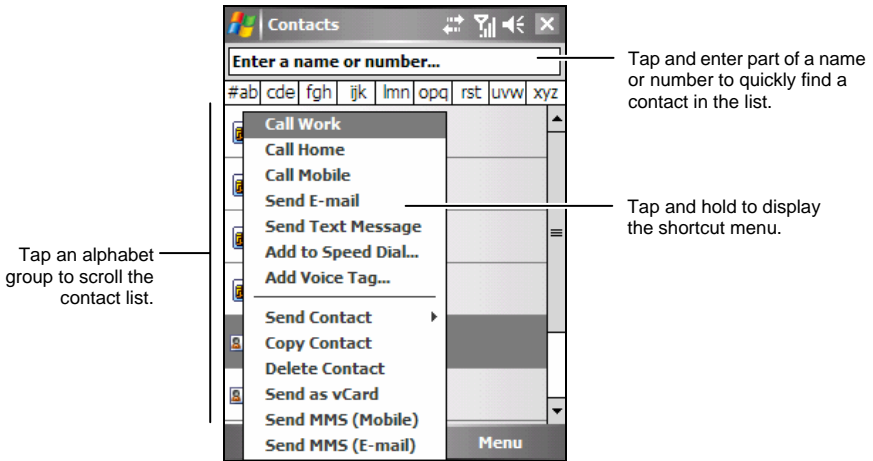 Contacts
Enter a name or number...
#ab cde fgh ijk lmn opq rst uvw xyz
Call Work
Call Home
Call Mobile
Send E-mail
Send Text Message
Add to Speed Dial...
Add Voice Tag...
Send Contact
Copy Contact
Delete Contact
Send as vCard
Send MMS (Mobile)
Send MMS (E-mail)
Menu
Tap and enter part of a name
or number to quickly find a
contact in the list.
Tap and hold to display
the shortcut menu.
Tap an alphabet
group to scroll the
contact list.